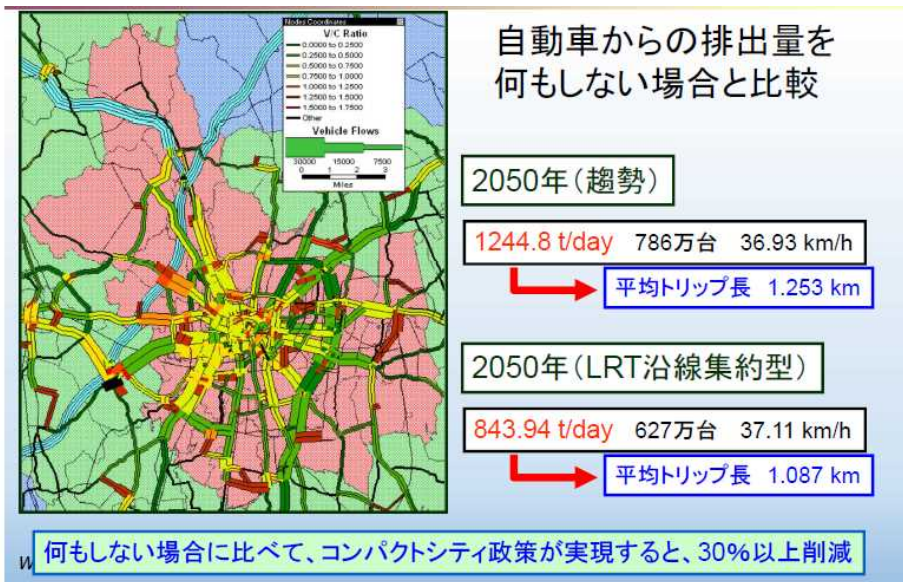 Nodes Coordinates
V/C Ratio
0.0000 to 0.2500
0.2500 to 0.5000
0.5000 to 0.7500
0.7500 to 1.0000
1.0000 to 1.2500
1.2500 to 1.5000
1.5000 to 1.7500
Other
Vehicle Flows
30000 15000 7500
0 1 2 3
Miles
自動車からの排出量を
何もしない場合と比較
2050年(趨勢)
1244.8 t/day 786万台 36.93 km/h
平均トリップ長 1.253 km
2050年(LRT沿線集約型)
843.94 t/day 627万台 37.11 km/h
平均トリップ長 1.087 km
何もしない場合に比べて、コンパクトシティ政策が実現すると、30%以上削減